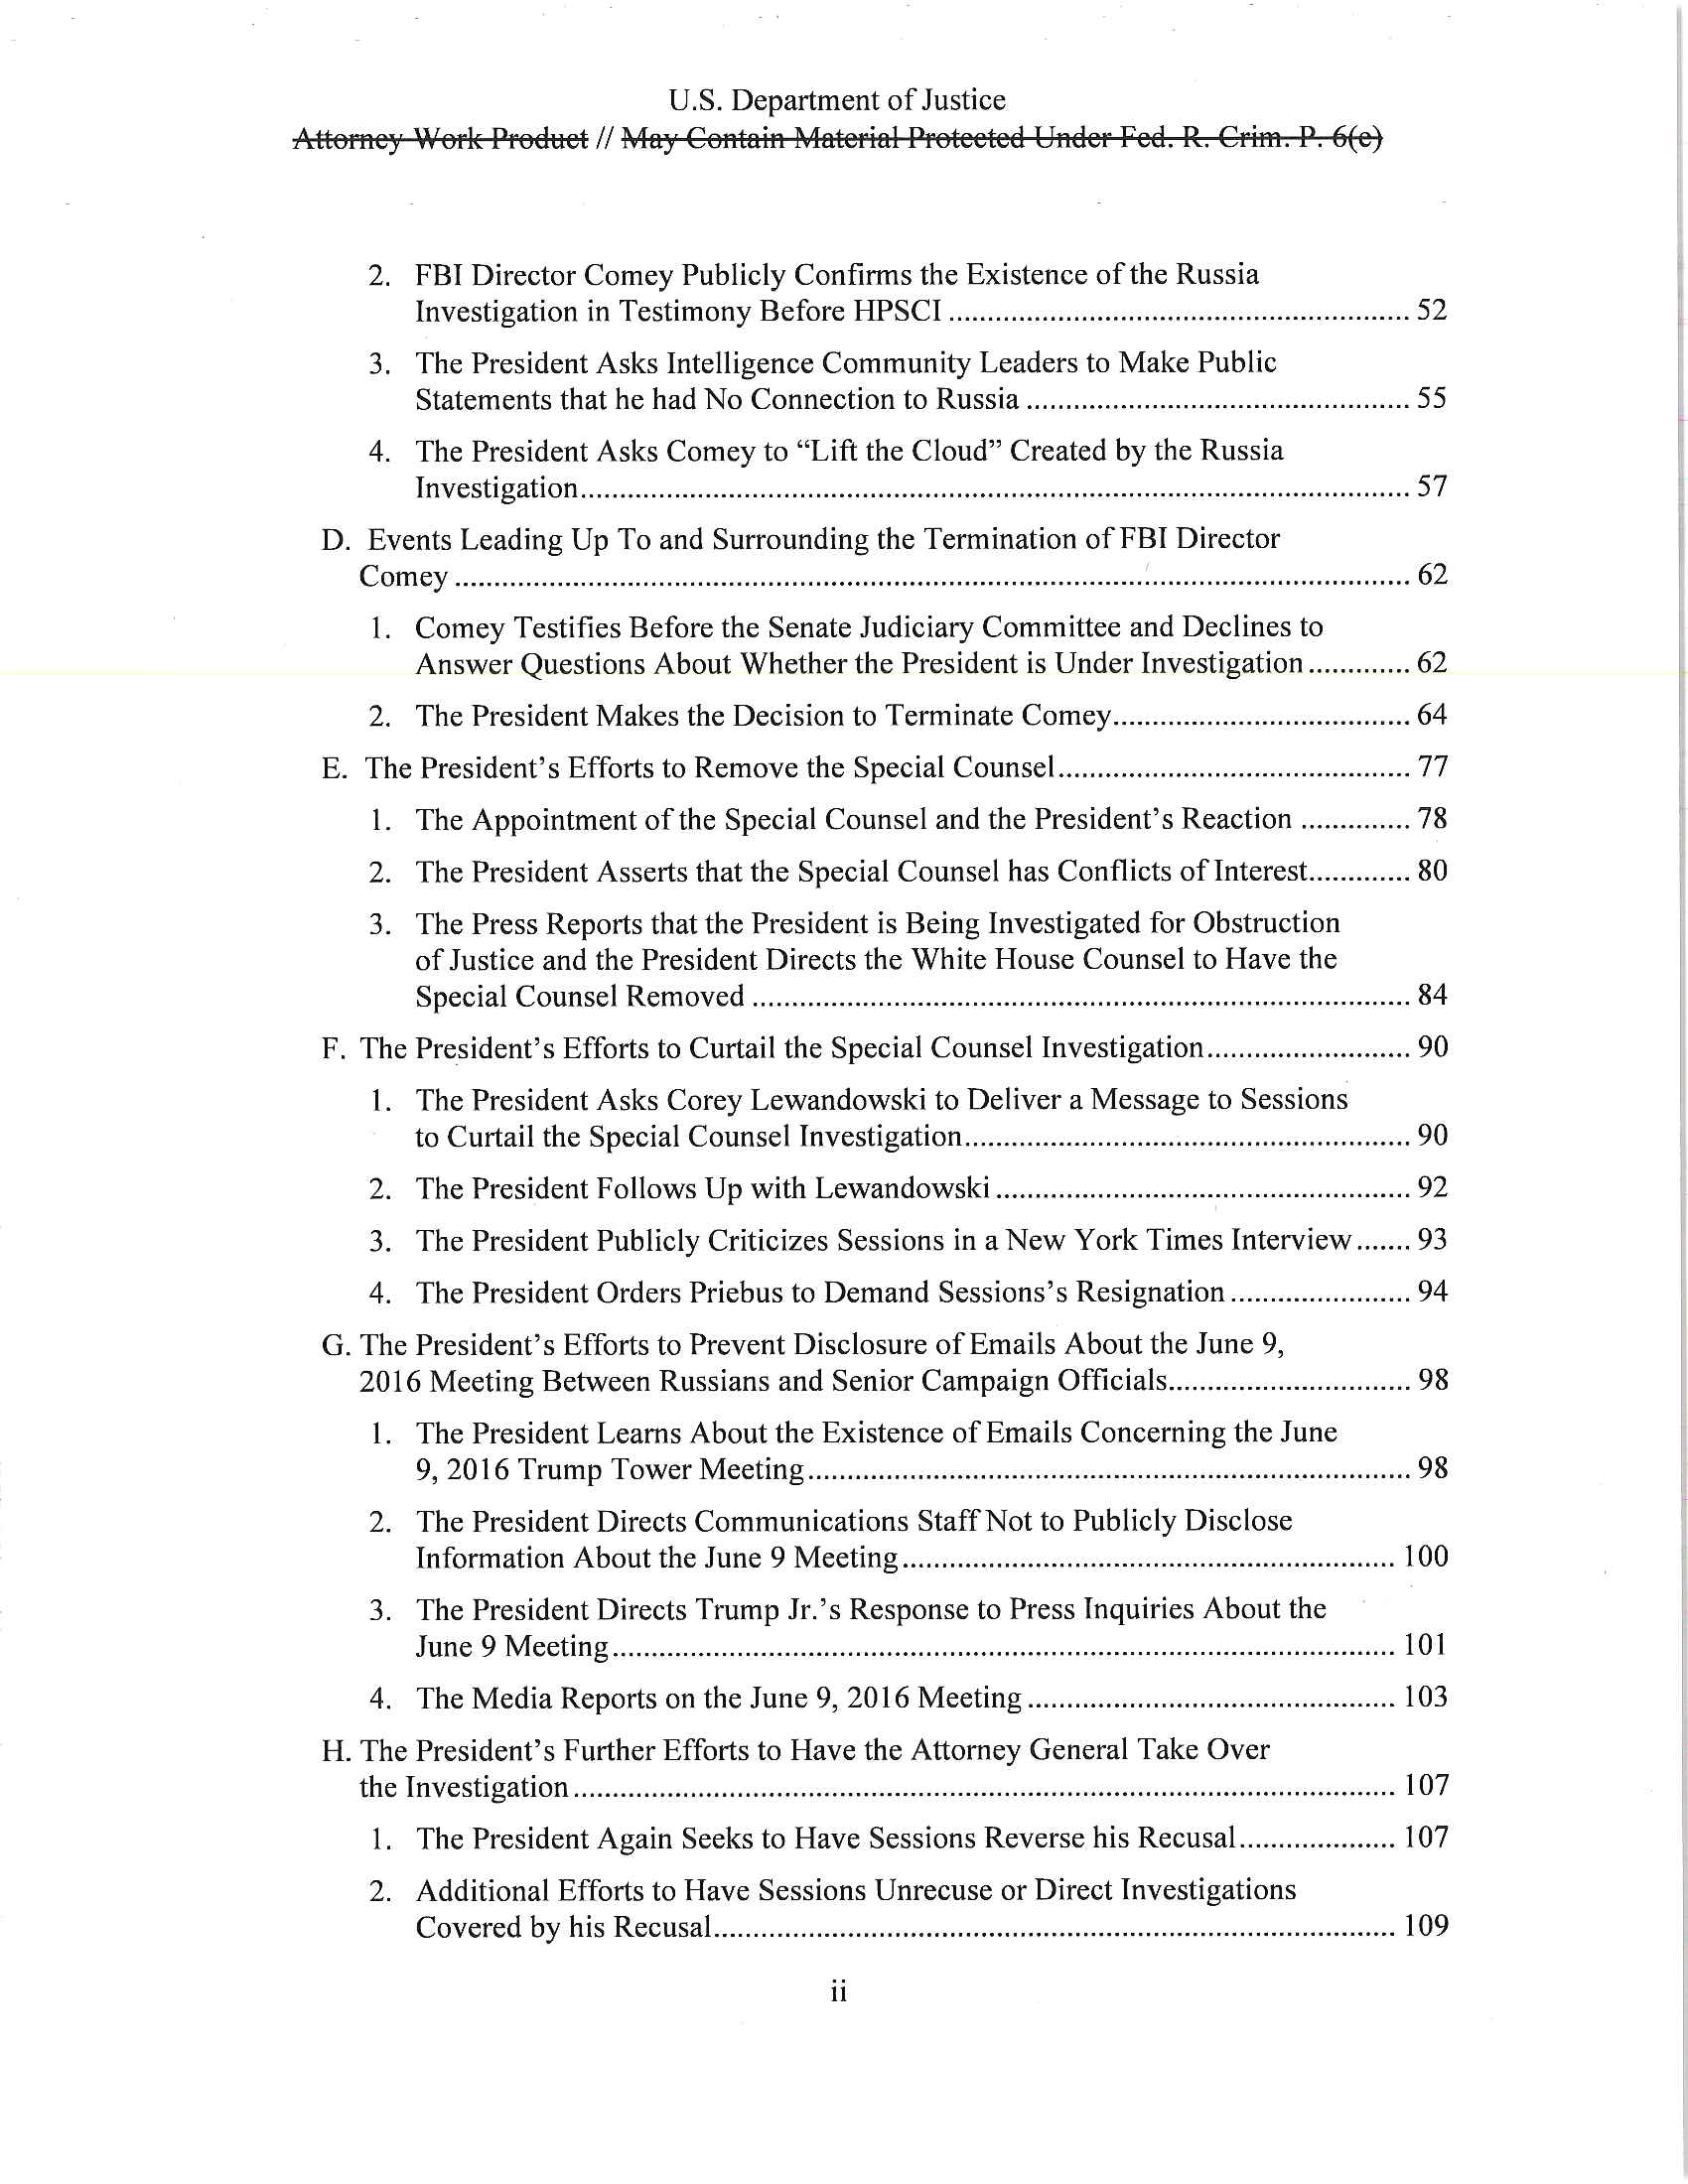 U.S. Department of Justice
Attorney Work Product // May Contain Material Protected Under Fed. R. Crim. P. 6(e)
2. FBI Director Comey Publicly Confirms the Existence of the Russia
Investigation in Testimony Before HPSCI ........................................................... 52
3. The President Asks Intelligence Community Leaders to Make Public
Statements that he had No Connection to Russia ................................................. 55
4. The President Asks Comey to “Lift the Cloud” Created by the Russia
Investigation.......................................................................................................... 57
D. Events Leading Up To and Surrounding the Termination of FBI Director
Comey .......................................................................................................................... 62
1. Comey Testifies Before the Senate Judiciary Committee and Declines to
Answer Questions About Whether the President is Under Investigation ............. 62
2. The President Makes the Decision to Terminate Comey...................................... 64
E. The President’s Efforts to Remove the Special Counsel............................................. 77
1. The Appointment of the Special Counsel and the President’s Reaction .............. 78
2. The President Asserts that the Special Counsel has Conflicts of Interest............. 80
3. The Press Reports that the President is Being Investigated for Obstruction
of Justice and the President Directs the White House Counsel to Have the
Special Counsel Removed .................................................................................... 84
F. The President’s Efforts to Curtail the Special Counsel Investigation.......................... 90
1. The President Asks Corey Lewandowski to Deliver a Message to Sessions
to Curtail the Special Counsel Investigation......................................................... 90
2. The President Follows Up with Lewandowski ..................................................... 92
3. The President Publicly Criticizes Sessions in a New York Times Interview ....... 93
4. The President Orders Priebus to Demand Sessions’s Resignation ....................... 94
G. The President’s Efforts to Prevent Disclosure of Emails About the June 9,
2016 Meeting Between Russians and Senior Campaign Officials............................... 98
1. The President Learns About the Existence of Emails Concerning the June
9, 2016 Trump Tower Meeting............................................................................. 98
2. The President Directs Communications Staff Not to Publicly Disclose
Information About the June 9 Meeting............................................................... 100
3. The President Directs Trump Jr.’s Response to Press Inquiries About the
June 9 Meeting.................................................................................................... 101
4. The Media Reports on the June 9, 2016 Meeting ............................................... 103
H. The President’s Further Efforts to Have the Attorney General Take Over
the Investigation ......................................................................................................... 107
1. The President Again Seeks to Have Sessions Reverse his Recusal.................... 107
2. Additional Efforts to Have Sessions Unrecuse or Direct Investigations
Covered by his Recusal....................................................................................... 109
ii